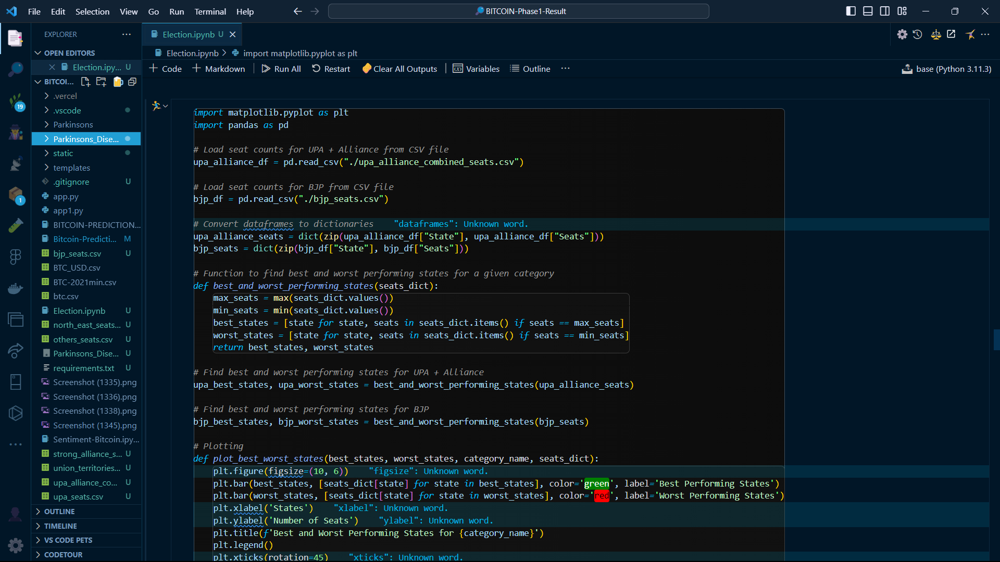 File Edit Selection View Go Run Terminal Help
BITCOIN-Phase1-Result
EXPLORER
OPEN EDITORS
Election.ipy... U
BITCOI...
.vercel
.vscode
Parkinsons
Parkinsons_Dise...
static
templates
.gitignore U
app.py
app1.py
BITCOIN-PREDICTION...
Bitcoin-Predicti... M
bjp_seats.csv U
BTC_USD.csv
BTC-2021min.csv
btc.csv
Election.ipynb U
north_east_seats... U
others_seats.csv U
Parkinsons_Dise... U
requirements.txt U
Screenshot (1335).png
Screenshot (1336).png
Screenshot (1338).png
Screenshot (1345).png
Sentiment-Bitcoin.ipy...
strong_alliance_s... U
union_territories... U
upa_alliance_co... U
upa_seats.csv U
OUTLINE
TIMELINE
VS CODE PETS
CODETOUR
19
1
Election.ipynb U
Election.ipynb > import matplotlib.pyplot as plt
+ Code + Markdown Run All Restart Clear All Outputs Variables Outline ...
base (Python 3.11.3)
import matplotlib.pyplot as plt
import pandas as pd
# Load seat counts for UPA + Alliance from CSV file
upa_alliance_df = pd.read_csv("./upa_alliance_combined_seats.csv")
# Load seat counts for BJP from CSV file
bjp_df = pd.read_csv("./bjp_seats.csv")
# Convert dataframes to dictionaries "dataframes": Unknown word.
upa_alliance_seats = dict(zip(upa_alliance_df["State"], upa_alliance_df["Seats"]))
bjp_seats = dict(zip(bjp_df["State"], bjp_df["Seats"]))
# Function to find best and worst performing states for a given category
def best_and_worst_performing_states(seats_dict):
max_seats = max(seats_dict.values())
min_seats = min(seats_dict.values())
best_states = [state for state, seats in seats_dict.items() if seats == max_seats]
worst_states = [state for state, seats in seats_dict.items() if seats == min_seats]
return best_states, worst_states
# Find best and worst performing states for UPA + Alliance
upa_best_states, upa_worst_states = best_and_worst_performing_states(upa_alliance_seats)
# Find best and worst performing states for BJP
bjp_best_states, bjp_worst_states = best_and_worst_performing_states(bjp_seats)
# Plotting
def plot_best_worst_states(best_states, worst_states, category_name, seats_dict):
plt.figure(figsize=(10, 6)) "figsize": Unknown word.
plt.bar(best_states, [seats_dict[state] for state in best_states], color='green', label='Best Performing States')
plt.bar(worst_states, [seats_dict[state] for state in worst_states], color='red', label='Worst Performing States')
plt.xlabel('States') "xlabel": Unknown word.
plt.ylabel('Number of Seats') "ylabel": Unknown word.
plt.title(f'Best and Worst Performing States for {category_name}')
plt.legend()
plt.xticks(rotation=45) "xticks": Unknown word.